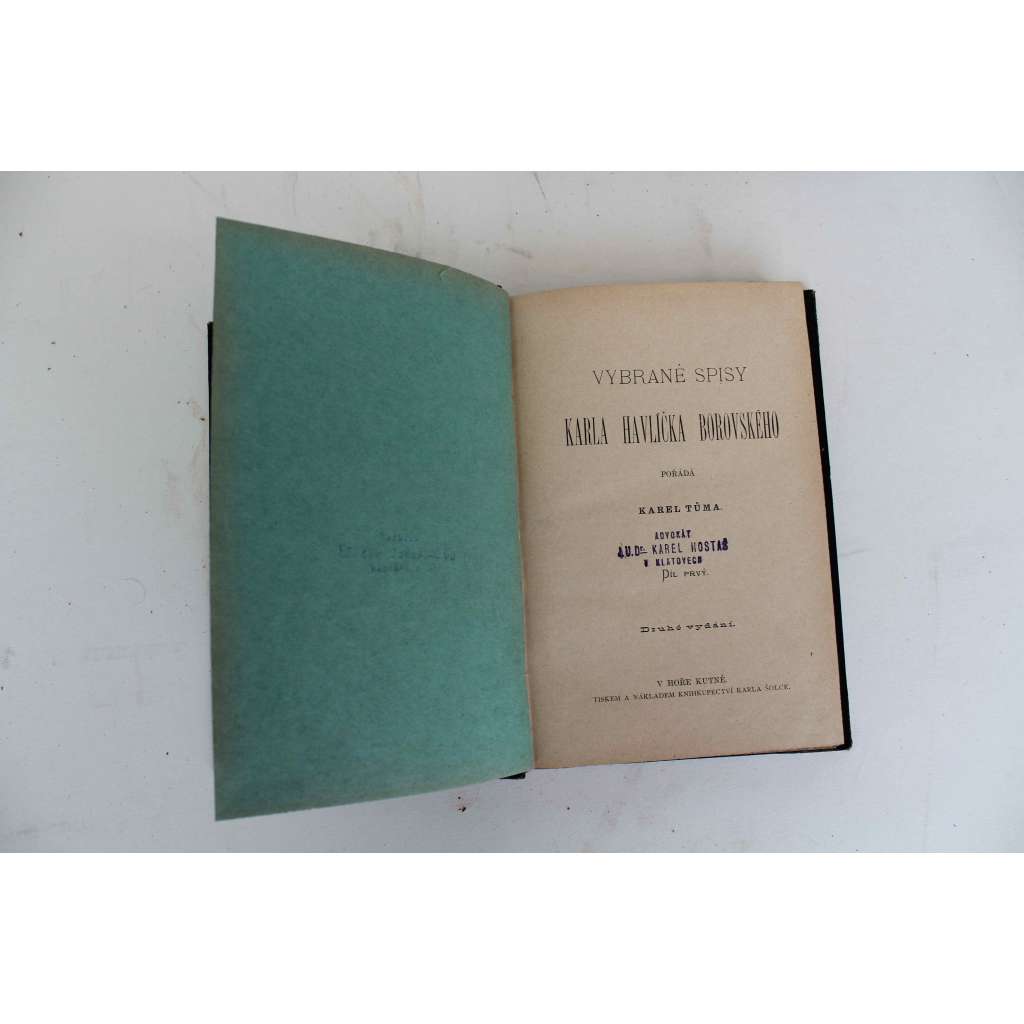 VYBRANÉ SPISY
KARLA HAVLÍČKA BOROVSKÉHO
POŘÁDÁ
KAREL TŮMA.
ADVOKÁT
J.U.Dr. KAREL HOSTAŠ
V KLATOVECH
DÍL PRVÝ.
Druhé vydání.
V HOŘE KUTNÉ.
TISKEM A NÁKLADEM KNIHKUPECTVÍ KARLA ŠOLCE.